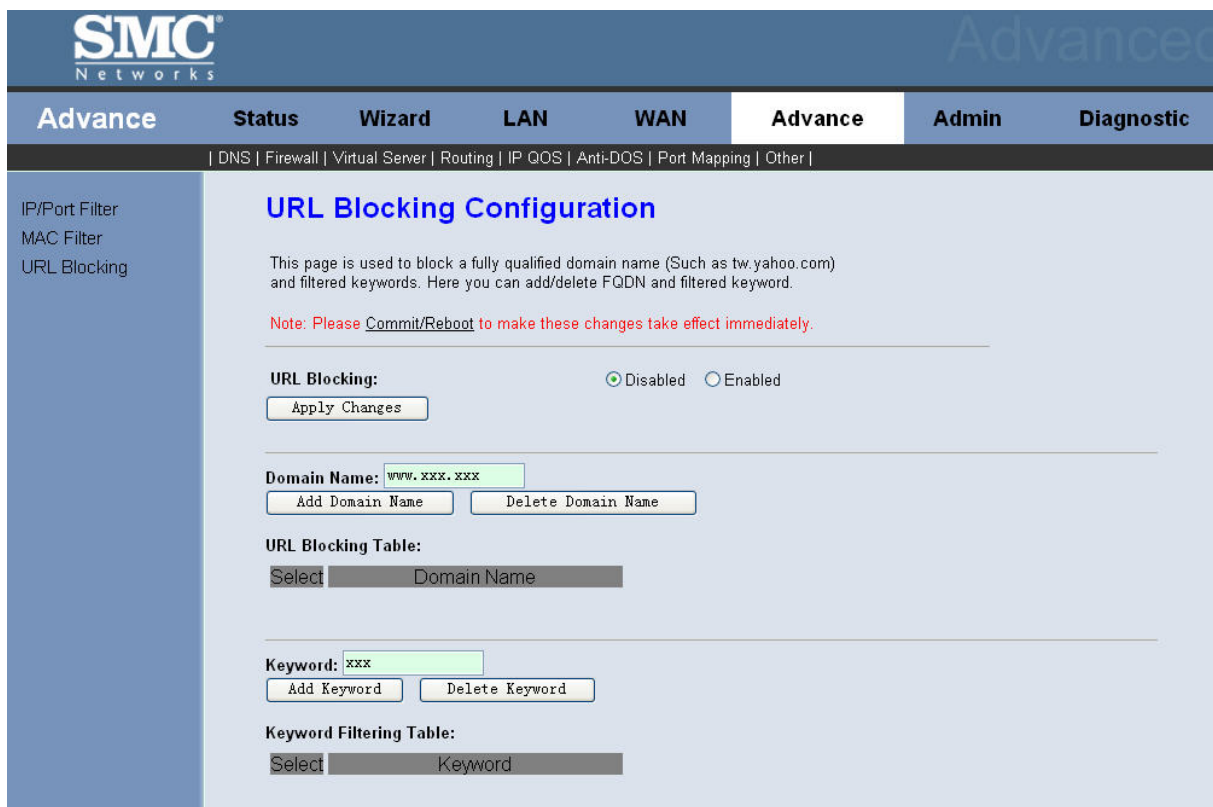 SMC®
Networks
Advanced
Advance Status Wizard LAN WAN Advance Admin Diagnostic
| DNS | Firewall | Virtual Server | Routing | IP QOS | Anti-DOS | Port Mapping | Other |
IP/Port Filter
MAC Filter
URL Blocking
URL Blocking Configuration
This page is used to block a fully qualified domain name (Such as tw.yahoo.com)
and filtered keywords. Here you can add/delete FQDN and filtered keyword.
Note: Please Commit/Reboot to make these changes take effect immediately.
URL Blocking: Disabled Enabled
Apply Changes
Domain Name: www.xxx.xxx
Add Domain Name Delete Domain Name
URL Blocking Table:
Select Domain Name
Keyword: xxx
Add Keyword Delete Keyword
Keyword Filtering Table:
Select Keyword